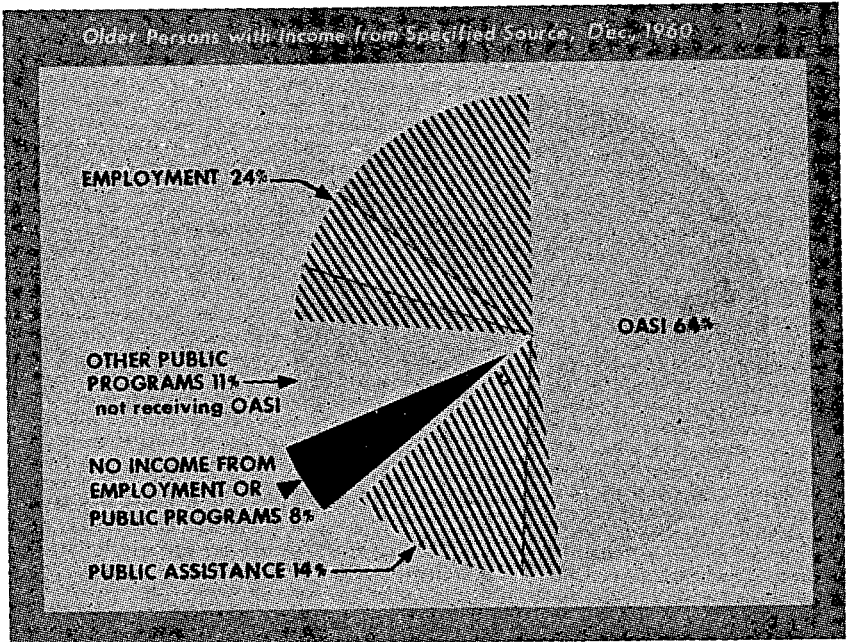 Older Persons with Income from Specified Source, Dec. 1960
EMPLOYMENT 24%
OASI 64%
OTHER PUBLIC
PROGRAMS 11%
not receiving OASI
NO INCOME FROM
EMPLOYMENT OR
PUBLIC PROGRAMS 8%
PUBLIC ASSISTANCE 14%